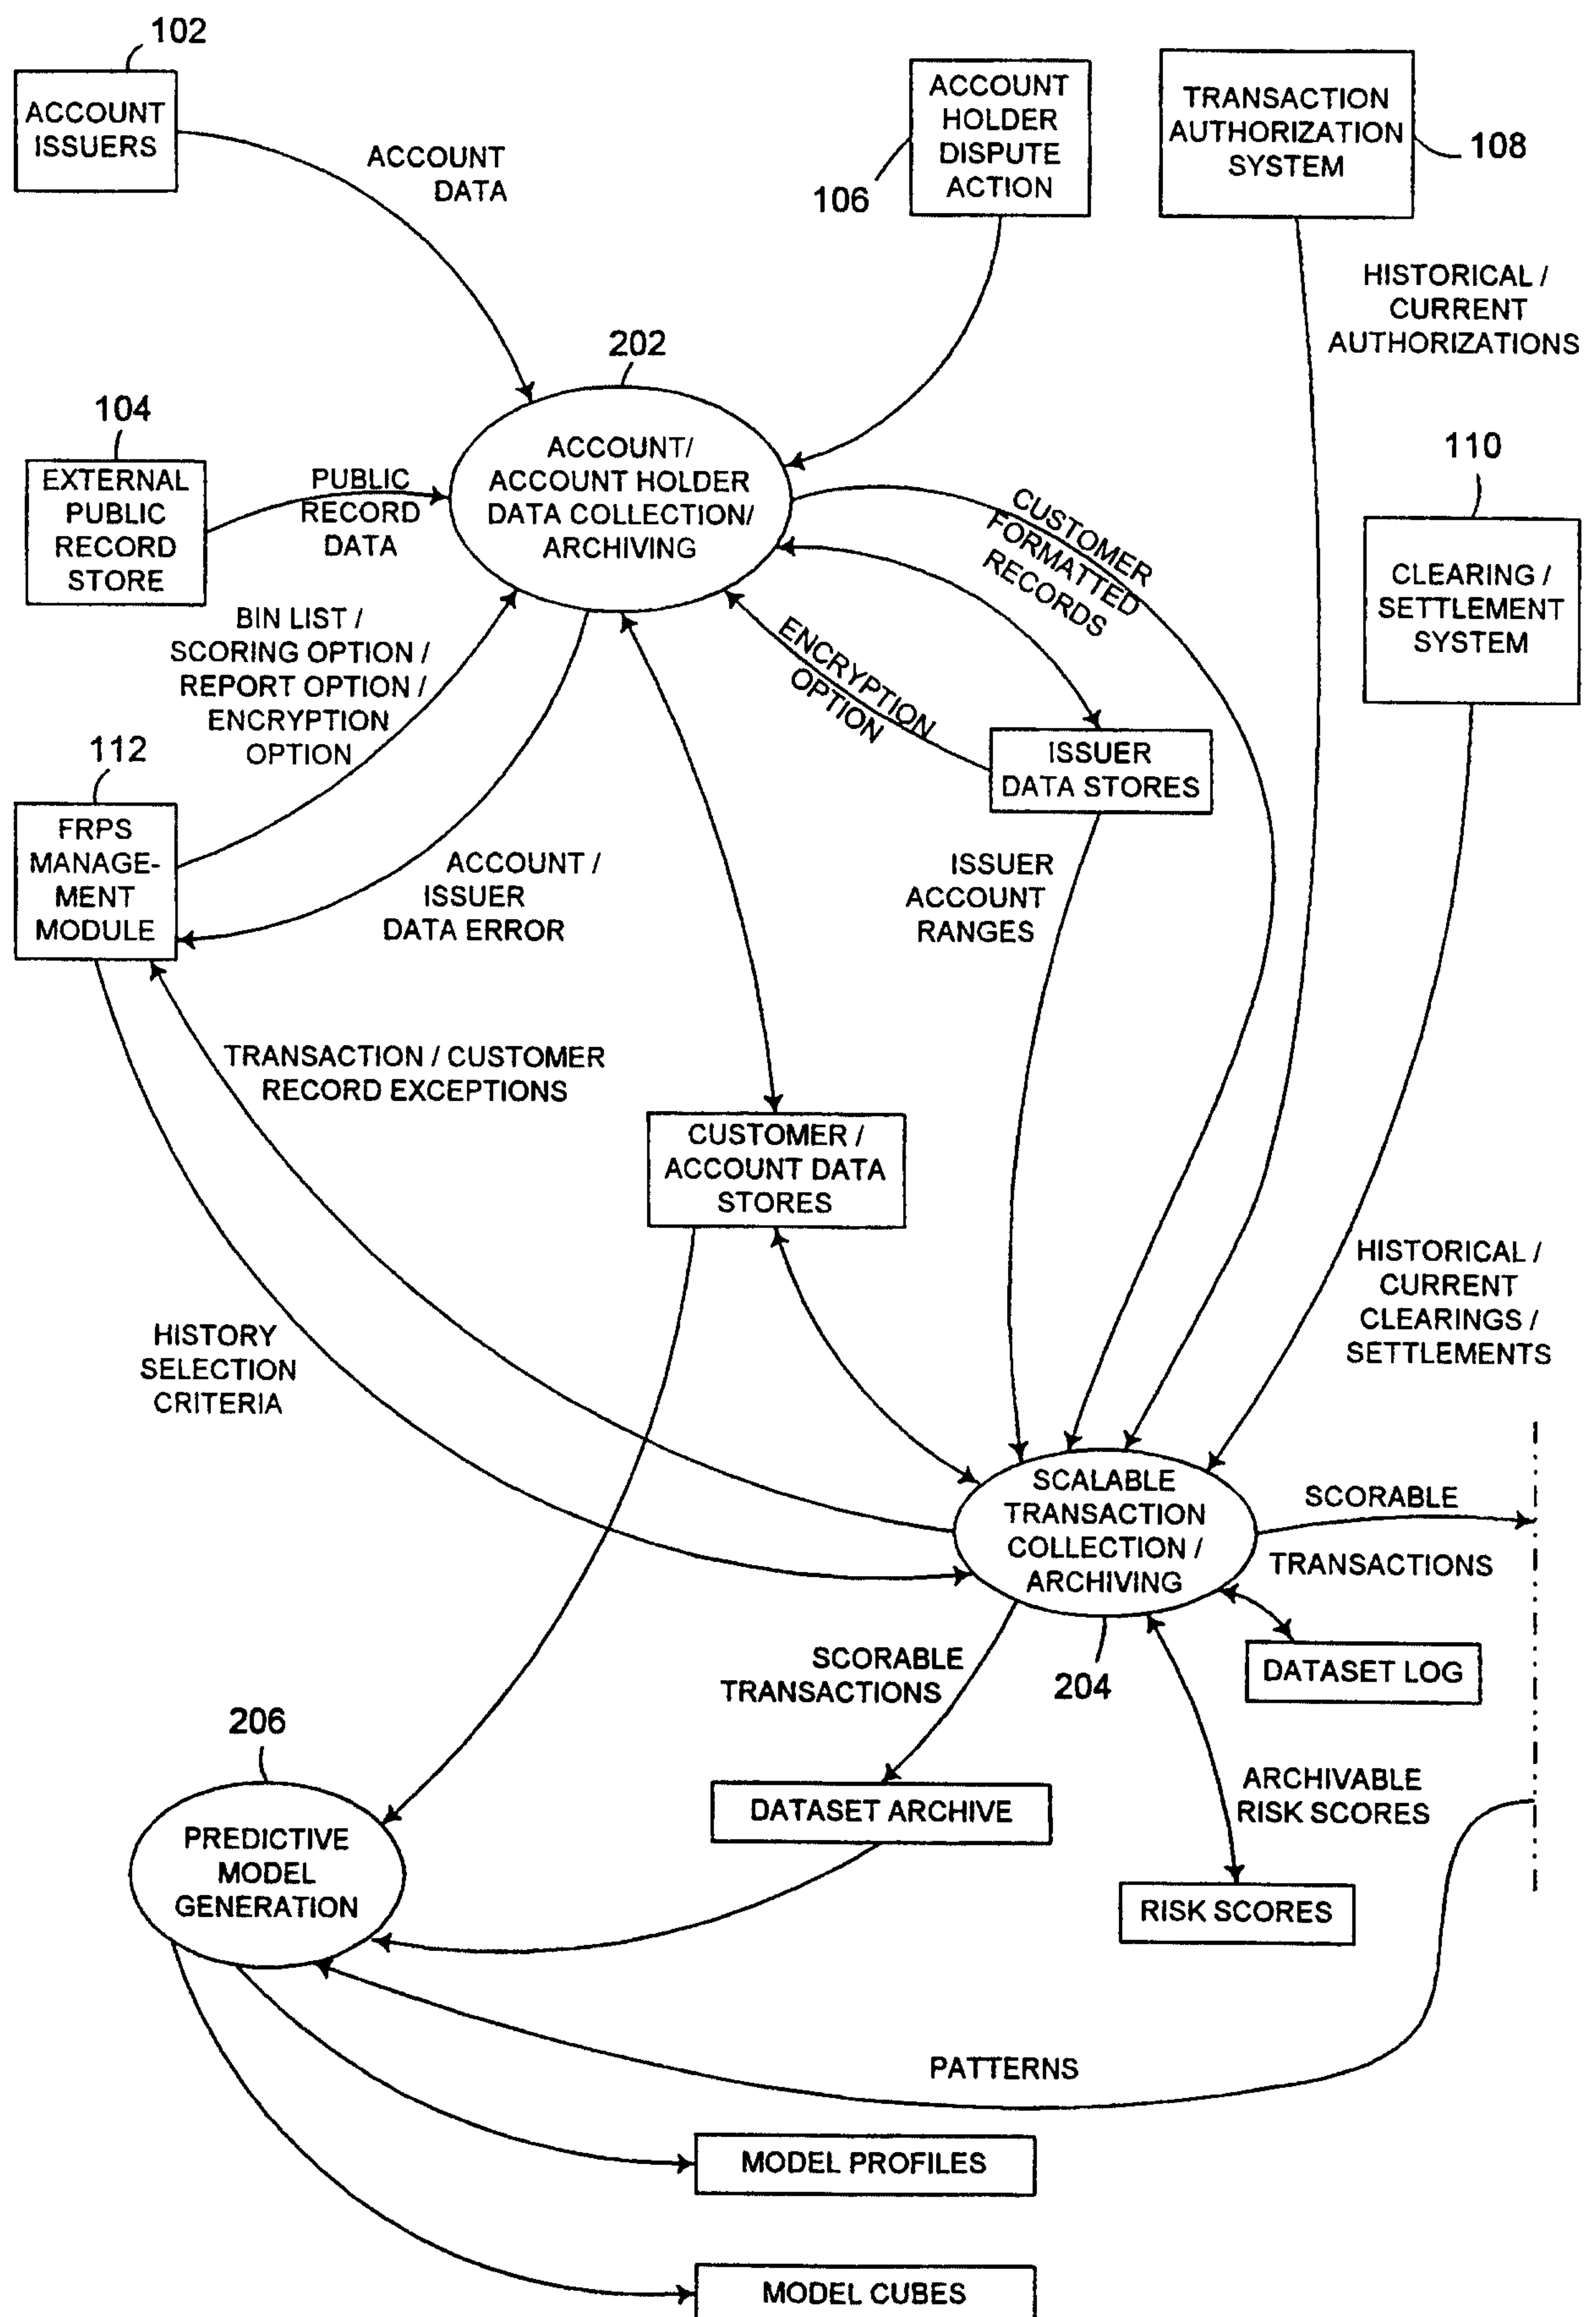 102
ACCOUNT
ISSUERS
ACCOUNT
DATA
ACCOUNT
HOLDER
DISPUTE
ACTION
106
TRANSACTION
AUTHORIZATION
SYSTEM
108
HISTORICAL /
CURRENT
AUTHORIZATIONS
202
ACCOUNT/
ACCOUNT HOLDER
DATA COLLECTION/
ARCHIVING
104
EXTERNAL
PUBLIC
RECORD
STORE
PUBLIC
RECORD
DATA
110
CLEARING /
SETTLEMENT
SYSTEM
CUSTOMER
FORMATTED
RECORDS
ENCRYPTION
OPTION
BIN LIST /
SCORING OPTION /
REPORT OPTION /
ENCRYPTION
OPTION
112
FRPS
MANAGE-
MENT
MODULE
ISSUER
DATA STORES
ACCOUNT /
ISSUER
DATA ERROR
ISSUER
ACCOUNT
RANGES
TRANSACTION / CUSTOMER
RECORD EXCEPTIONS
CUSTOMER /
ACCOUNT DATA
STORES
HISTORICAL /
CURRENT
CLEARINGS /
SETTLEMENTS
HISTORY
SELECTION
CRITERIA
SCALABLE
TRANSACTION
COLLECTION /
ARCHIVING
204
SCORABLE
TRANSACTIONS
DATASET LOG
SCORABLE
TRANSACTIONS
206
PREDICTIVE
MODEL
GENERATION
DATASET ARCHIVE
ARCHIVABLE
RISK SCORES
RISK SCORES
PATTERNS
MODEL PROFILES
MODEL CUBES